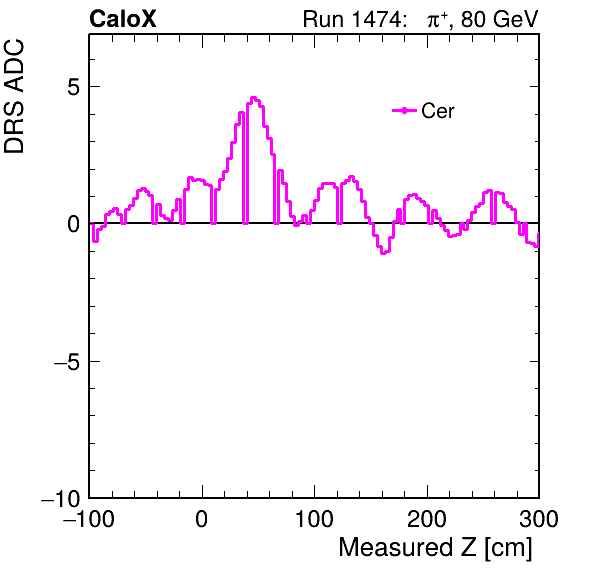 CaloX Run 1474: π⁺, 80 GeV
DRS ADC
Cer
5
0
−5
−10
−100 0 100 200 300
Measured Z [cm]